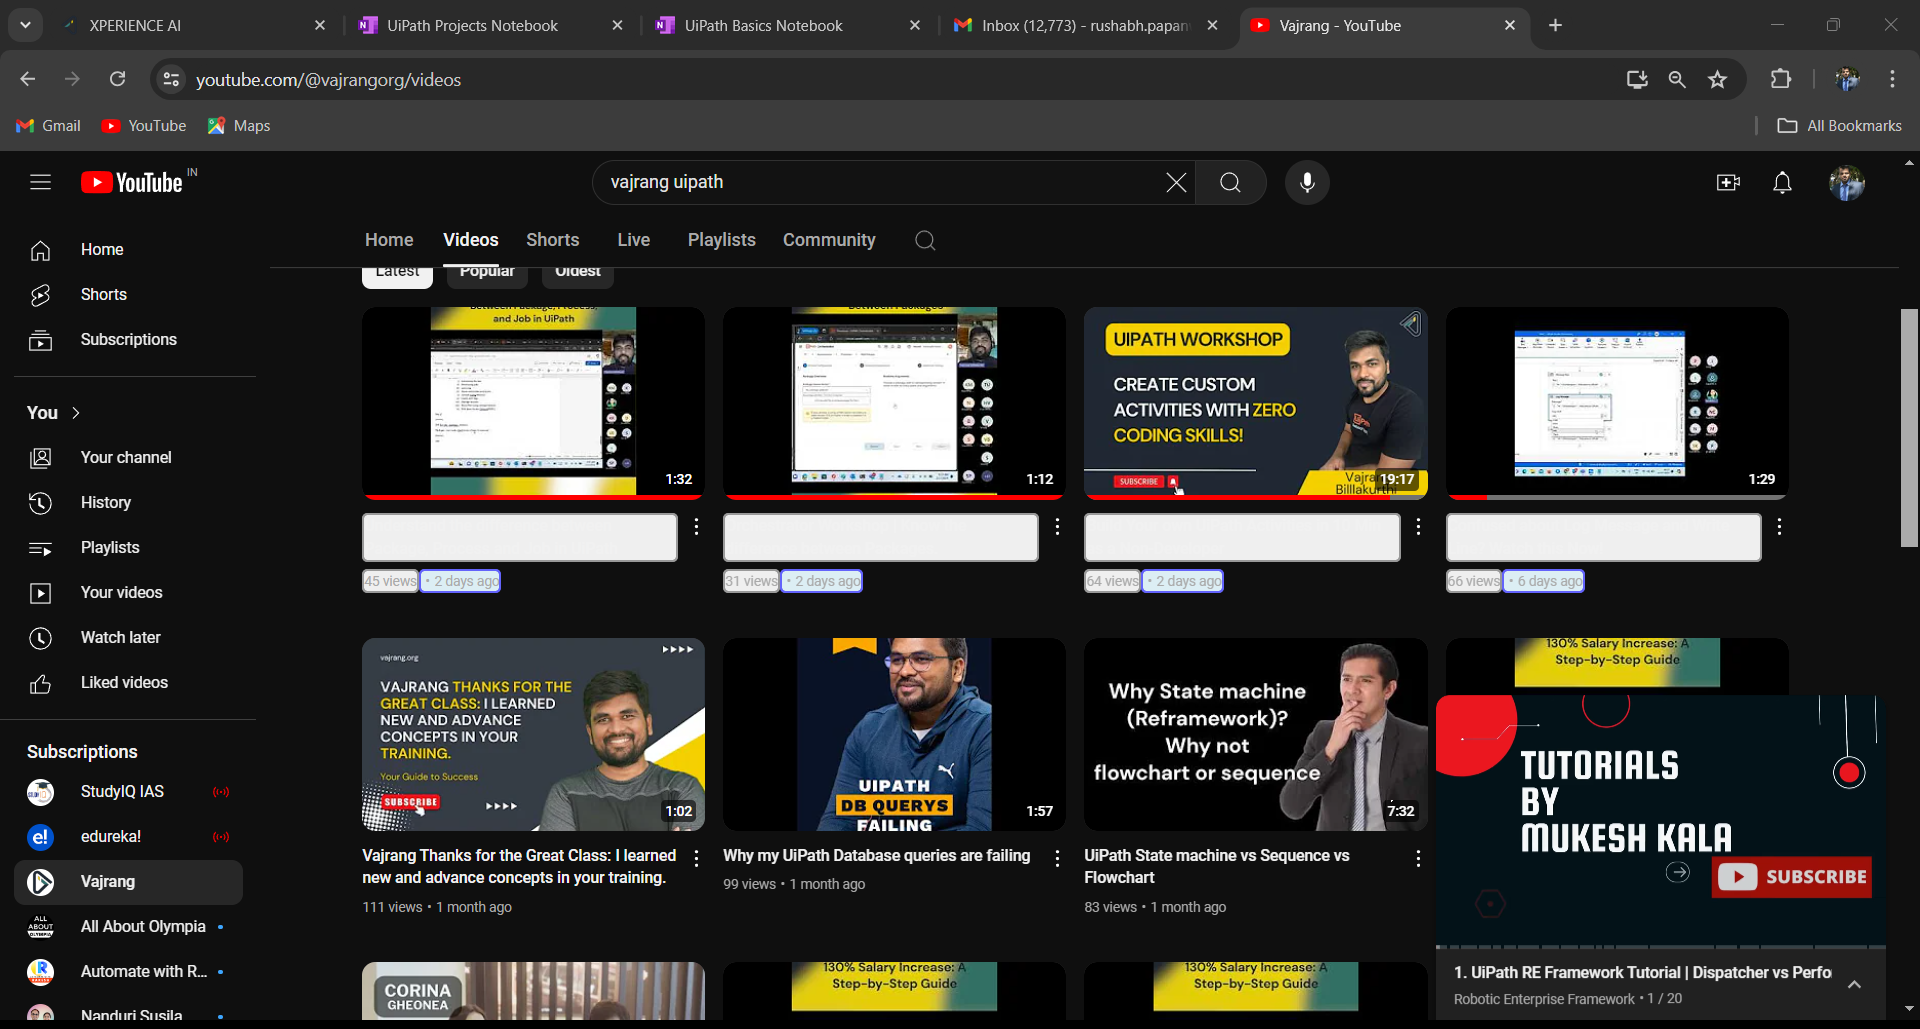 XPERIENCE AI
UiPath Projects Notebook
UiPath Basics Notebook
Inbox (12,773) - rushabh.papan
Vajrang - YouTube
youtube.com/@vajrangorg/videos
Gmail
YouTube
Maps
All Bookmarks
YouTube IN
vajrang uipath
Home
Videos
Shorts
Live
Playlists
Community
Latest
Popular
Oldest
Home
Shorts
Subscriptions
You
Your channel
History
Playlists
Your videos
Watch later
Liked videos
Subscriptions
StudyIQ IAS
edureka!
Vajrang
All About Olympia
Automate with R...
Nanduri Susila
and Job in UiPath
1:32
45 views • 2 days ago
Between Packages
1:12
31 views • 2 days ago
UIPATH WORKSHOP
CREATE CUSTOM
ACTIVITIES WITH ZERO
CODING SKILLS!
SUBSCRIBE
19:17
64 views • 2 days ago
1:29
66 views • 6 days ago
vajrang.org
VAJRANG THANKS FOR THE
GREAT CLASS: I LEARNED
NEW AND ADVANCE
CONCEPTS IN YOUR
TRAINING.
Your Guide to Success
SUBSCRIBE
1:02
Vajrang Thanks for the Great Class: I learned
new and advance concepts in your training.
111 views • 1 month ago
UIPATH
DB QUERYS
FAILING
1:57
Why my UiPath Database queries are failing
99 views • 1 month ago
Why State machine
(Reframework)?
Why not
flowchart or sequence
7:32
UiPath State machine vs Sequence vs
Flowchart
83 views • 1 month ago
130% Salary Increase: A
Step-by-Step Guide
TUTORIALS
BY
MUKESH KALA
SUBSCRIBE
1. UiPath RE Framework Tutorial | Dispatcher vs Perfo
Robotic Enterprise Framework • 1 / 20
CORINA
GHEONEA
130% Salary Increase: A
Step-by-Step Guide
130% Salary Increase: A
Step-by-Step Guide